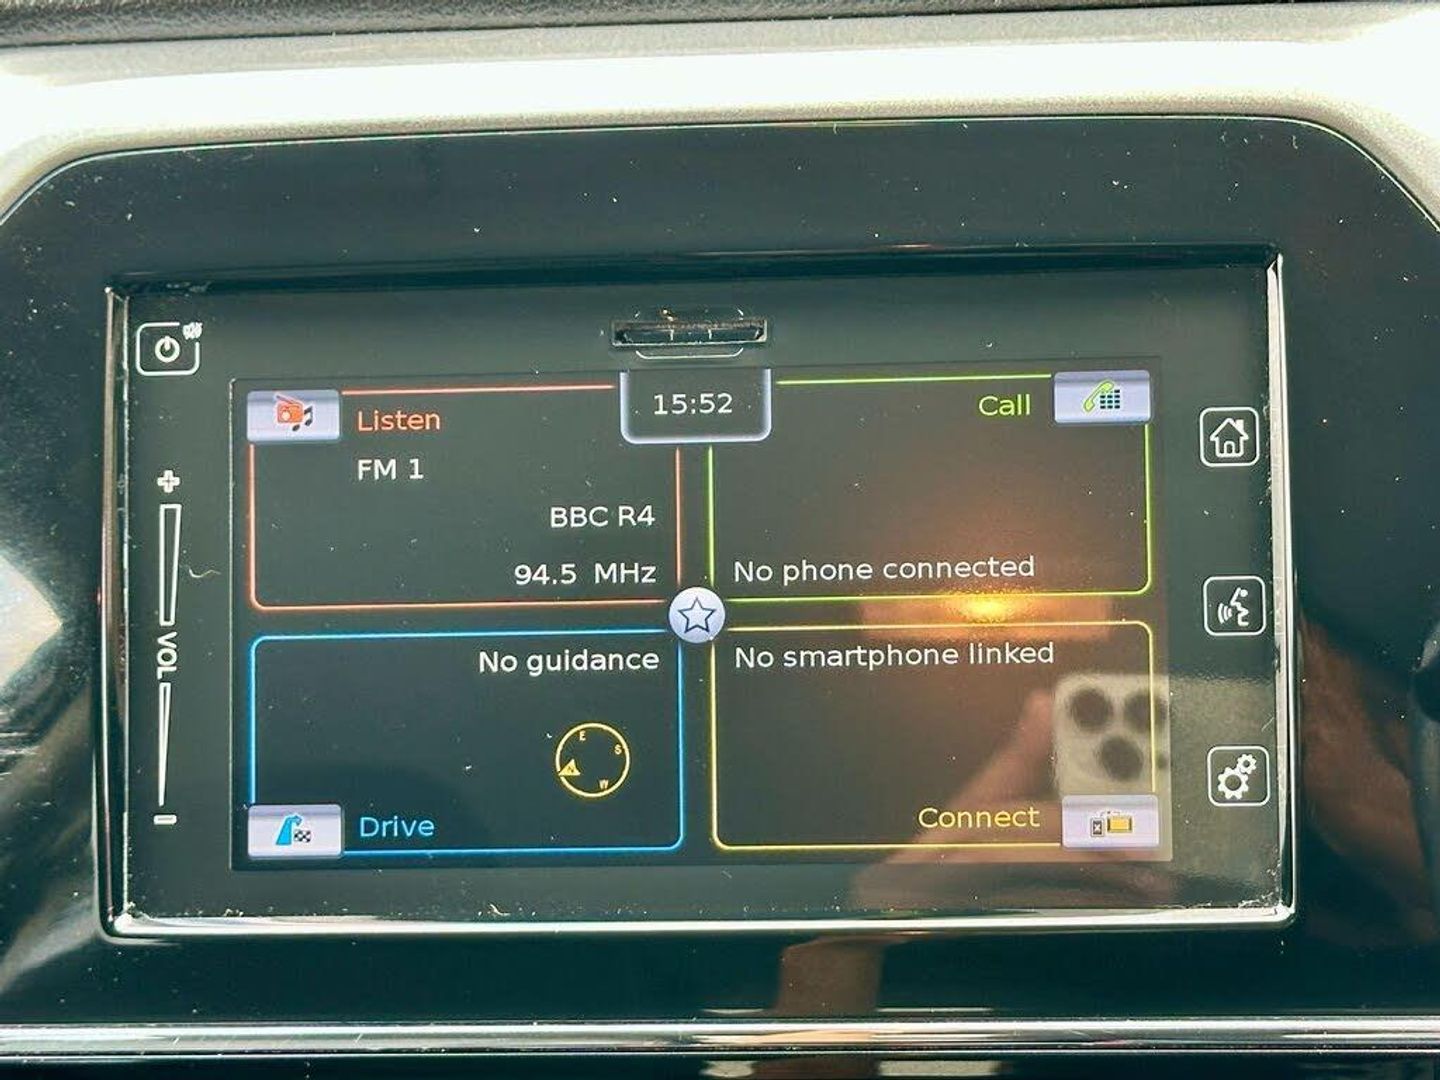 15:52
Listen
FM 1
BBC R4
94.5 MHz
Call
No phone connected
No guidance
E
S
N
W
Drive
No smartphone linked
Connect
+
VOL
-